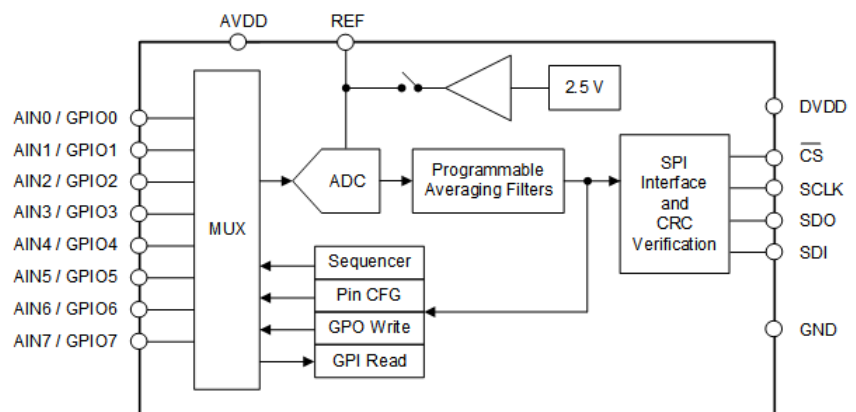 AVDD
REF
2.5 V
AIN0 / GPIO0
AIN1 / GPIO1
AIN2 / GPIO2
AIN3 / GPIO3
AIN4 / GPIO4
AIN5 / GPIO5
AIN6 / GPIO6
AIN7 / GPIO7
MUX
ADC
Programmable
Averaging Filters
Sequencer
Pin CFG
GPO Write
GPI Read
SPI
Interface
and
CRC
Verification
DVDD
CS
SCLK
SDO
SDI
GND